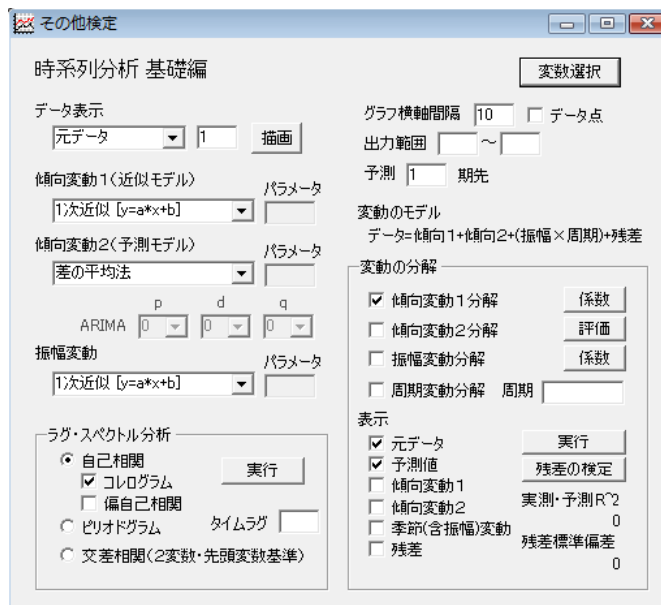 その他検定
時系列分析 基礎編
変数選択
データ表示
元データ 1 描画
グラフ横軸間隔 10 データ点
出力範囲 ～
予測 1 期先
傾向変動1(近似モデル) パラメータ
1次近似 [y=a*x+b]
傾向変動2(予測モデル) パラメータ
差の平均法
p d q
ARIMA 0 0 0
振幅変動 パラメータ
1次近似 [y=a*x+b]
変動のモデル
データ=傾向1+傾向2+(振幅×周期)+残差
変動の分解
傾向変動1分解 係数
傾向変動2分解 評価
振幅変動分解 係数
周期変動分解 周期
ラグ・スペクトル分析
自己相関
コレログラム 実行
偏自己相関
ピリオドグラム タイムラグ
交差相関(2変数・先頭変数基準)
表示
元データ 実行
予測値 残差の検定
傾向変動1
傾向変動2
季節(含振幅)変動
残差
実測・予測R^2
0
残差標準偏差
0